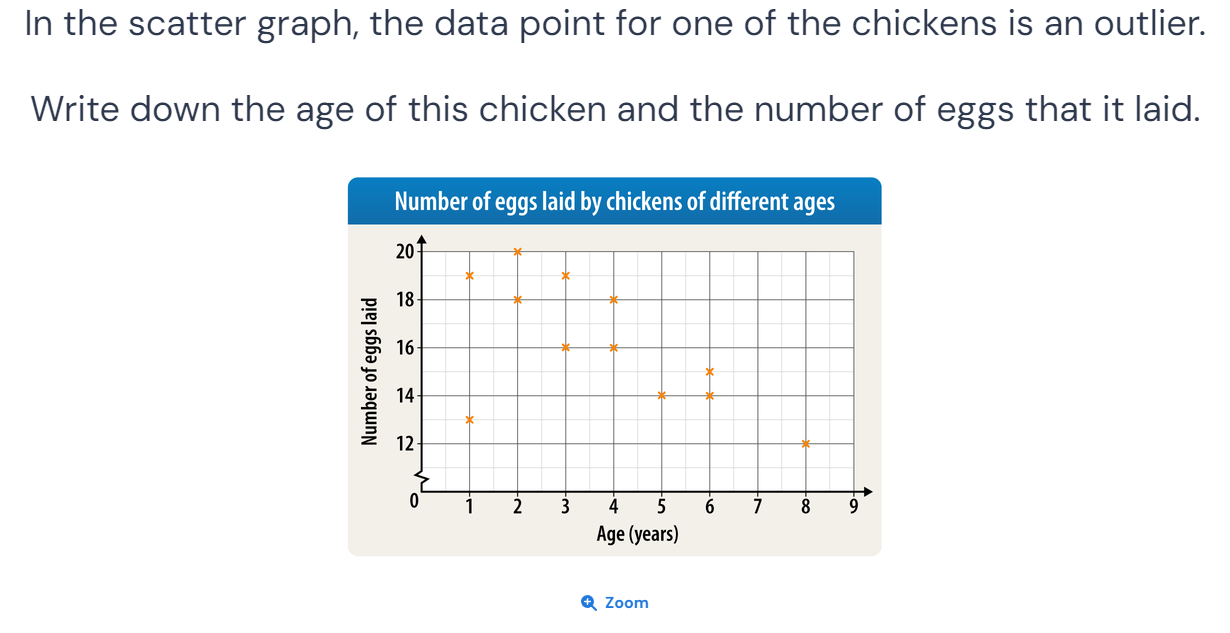 In the scatter graph, the data point for one of the chickens is an outlier.
Write down the age of this chicken and the number of eggs that it laid.
Number of eggs laid by chickens of different ages
Number of eggs laid
20
18
16
14
12
0
1 2 3 4 5 6 7 8 9
Age (years)
Zoom